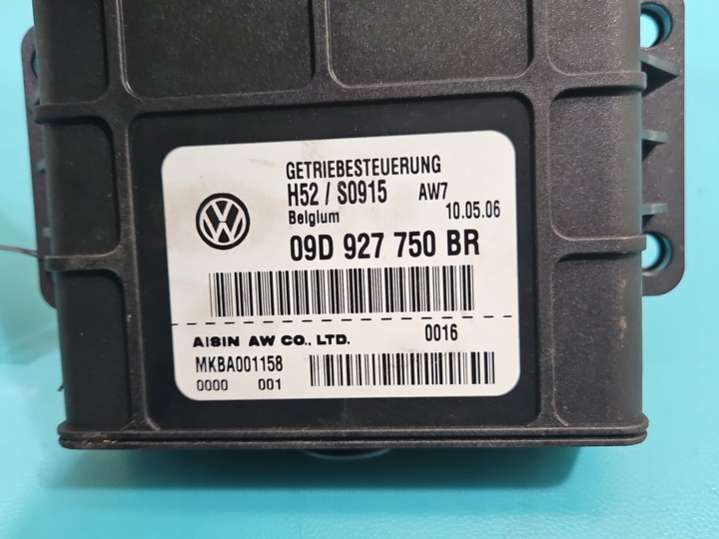 GETRIEBESTEUERUNG
H52 / S0915 AW7
Belgium 10.05.06
09D 927 750 BR
AISIN AW CO., LTD. 0016
MKBA001158
0000 001